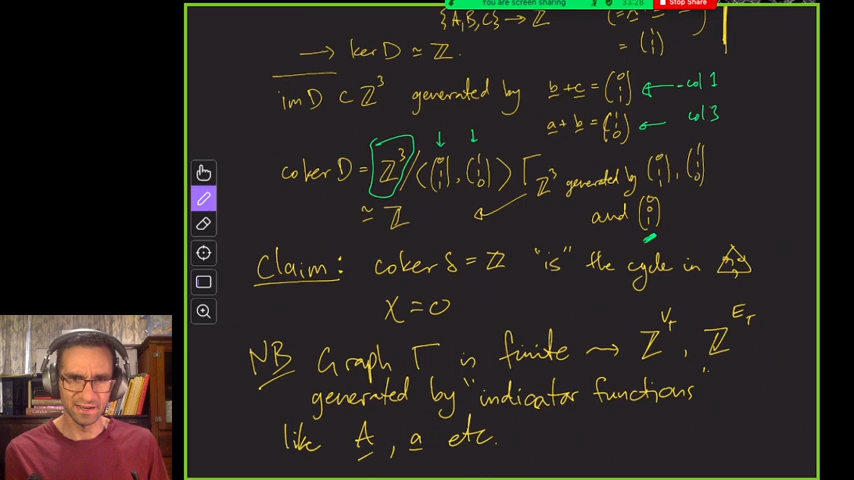 You are screen sharing 33:28 Stop Share
{A,B,C} → ℤ
→ ker D ≃ ℤ. = (1 1 1)
im D ⊂ ℤ³ generated by b + c = (0 1 1) ← col 1
a + b = (1 1 0) ← col 3
coker D = ℤ³/⟨(0 1 1), (1 1 0)⟩ [ℤ³ generated by (0 1 1), (1 1 0)
≃ ℤ ← and (0 0 1)
Claim: coker δ = ℤ "is" the cycle in
χ = 0
NB Graph Γ is finite ⇝ ℤ^{V_Γ}, ℤ^{E_Γ}
generated by "indicator functions"
like A, a etc.